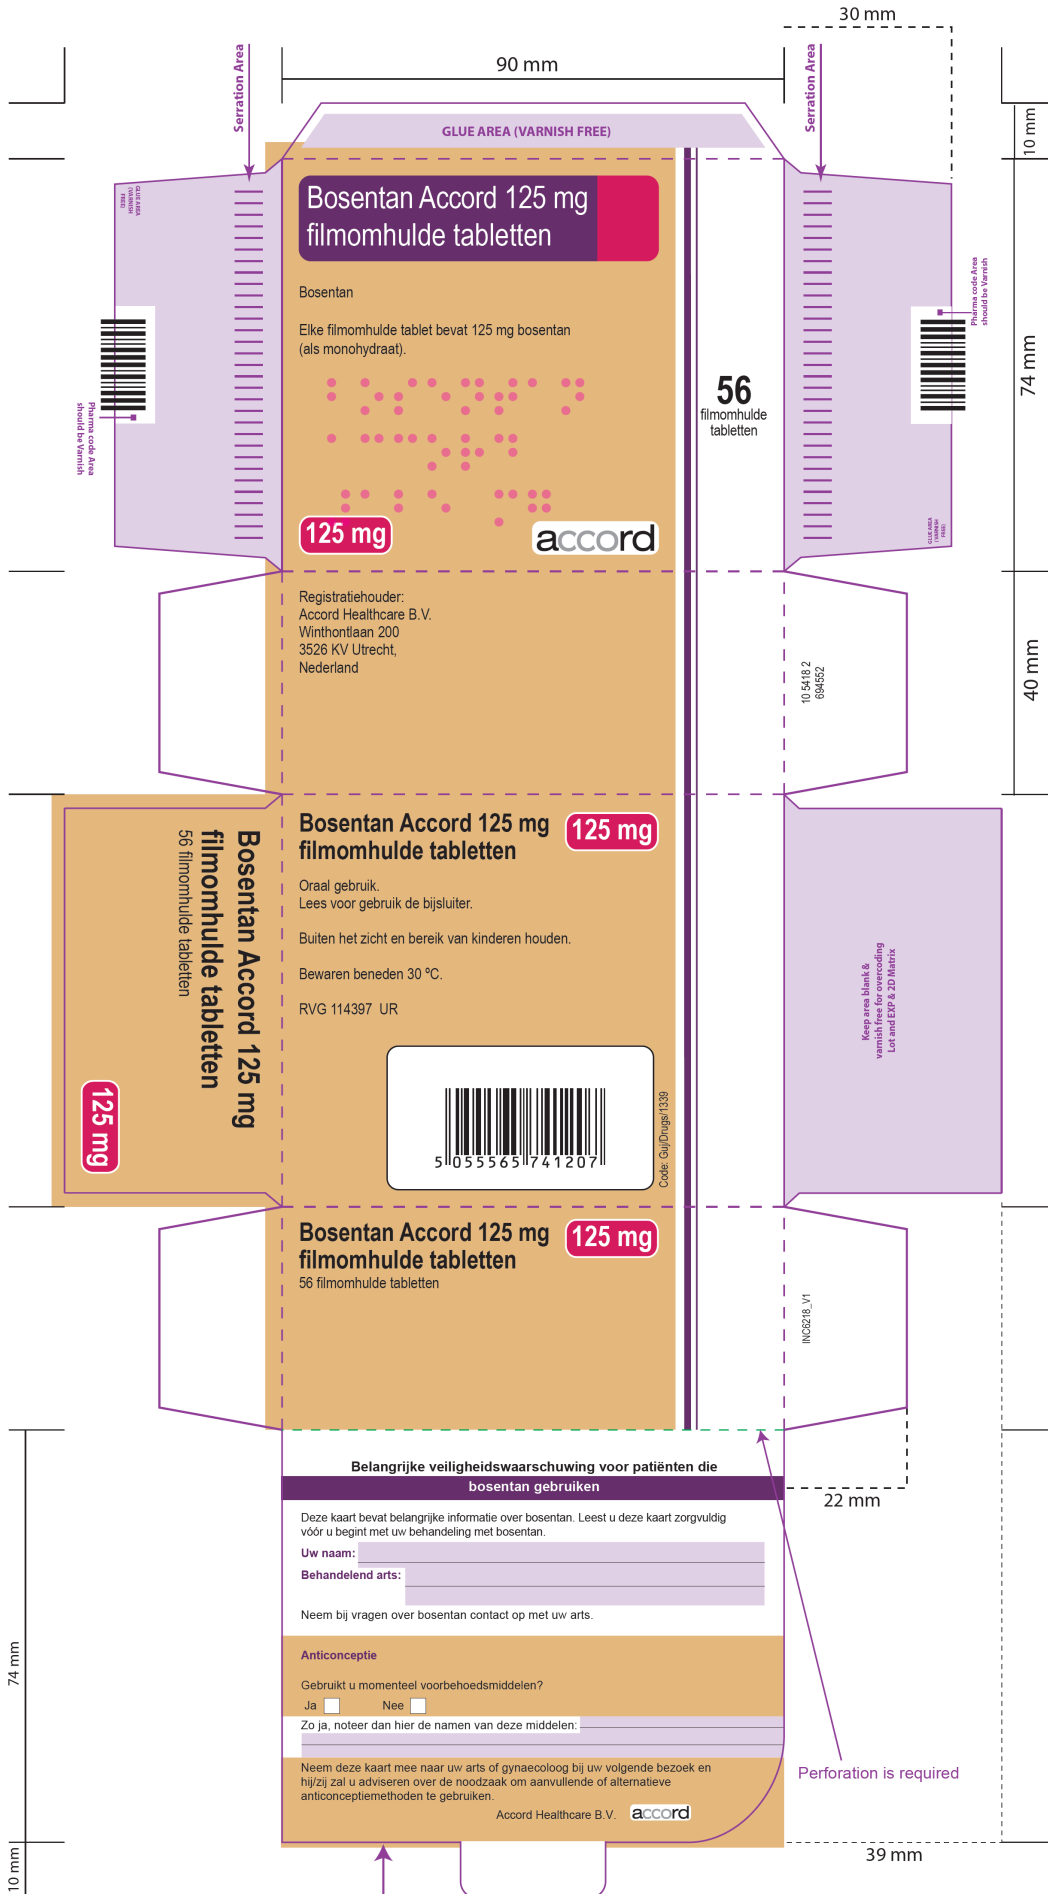 30 mm
90 mm
Serration Area
Serration Area
GLUE AREA (VARNISH FREE)
10 mm
GLUE AREA
(VARNISH
FREE)
Bosentan Accord 125 mg
filmomhulde tabletten
Bosentan
Elke filmomhulde tablet bevat 125 mg bosentan
(als monohydraat).
56
filmomhulde
tabletten
Pharma code Area
should be Varnish
Pharma code Area
should be Varnish
74 mm
GLUE AREA
(VARNISH
FREE)
125 mg
accord
Registratiehouder:
Accord Healthcare B.V.
Winthontlaan 200
3526 KV Utrecht,
Nederland
10 5418 2
694552
40 mm
Bosentan Accord 125 mg
filmomhulde tabletten
56 filmomhulde tabletten
125 mg
Bosentan Accord 125 mg
filmomhulde tabletten
125 mg
Oraal gebruik.
Lees voor gebruik de bijsluiter.
Buiten het zicht en bereik van kinderen houden.
Bewaren beneden 30 ºC.
RVG 114397 UR
5 055565 741207
Code: Guj/Drugs/1339
Keep area blank &
varnish free for overcoding
Lot and EXP & 2D Matrix
Bosentan Accord 125 mg
filmomhulde tabletten
56 filmomhulde tabletten
125 mg
INC6218_V1
22 mm
Belangrijke veiligheidswaarschuwing voor patiënten die
bosentan gebruiken
Deze kaart bevat belangrijke informatie over bosentan. Leest u deze kaart zorgvuldig
vóór u begint met uw behandeling met bosentan.
Uw naam:
Behandelend arts:
Neem bij vragen over bosentan contact op met uw arts.
Anticonceptie
Gebruikt u momenteel voorbehoedsmiddelen?
Ja Nee
Zo ja, noteer dan hier de namen van deze middelen:
Neem deze kaart mee naar uw arts of gynaecoloog bij uw volgende bezoek en
hij/zij zal u adviseren over de noodzaak om aanvullende of alternatieve
anticonceptiemethoden te gebruiken.
Accord Healthcare B.V. accord
Perforation is required
74 mm
10 mm
39 mm